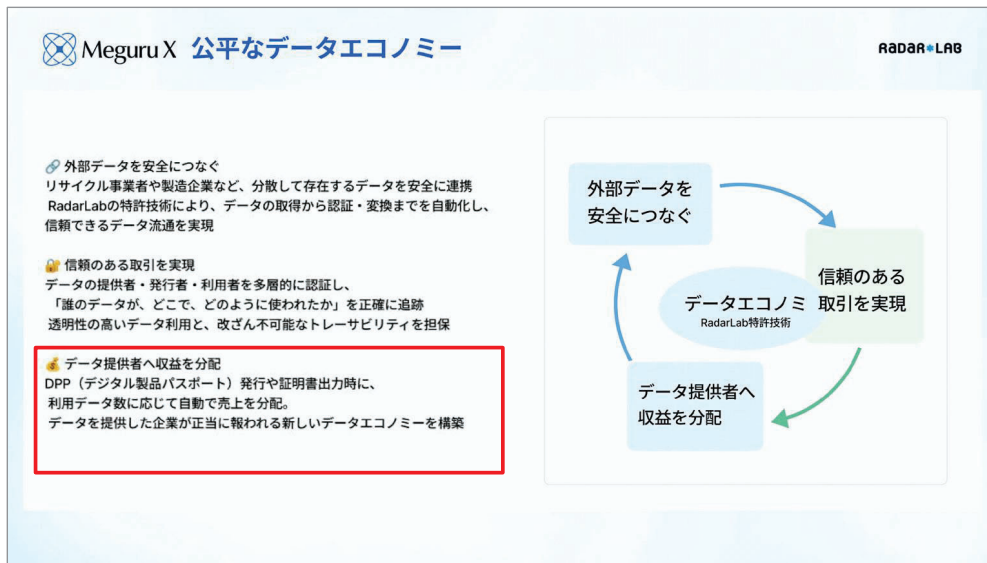 Meguru X 公平なデータエコノミー
RADAR LAB
🔗 外部データを安全につなぐ
リサイクル事業者や製造企業など、分散して存在するデータを安全に連携
RadarLabの特許技術により、データの取得から認証・変換までを自動化し、
信頼できるデータ流通を実現
🔐 信頼のある取引を実現
データの提供者・発行者・利用者を多層的に認証し、
「誰のデータが、どこで、どのように使われたか」を正確に追跡
透明性の高いデータ利用と、改ざん不可能なトレーサビリティを担保
💰 データ提供者へ収益を分配
DPP（デジタル製品パスポート）発行や証明書出力時に、
利用データ数に応じて自動で売上を分配。
データを提供した企業が正当に報われる新しいデータエコノミーを構築
外部データを
安全につなぐ
信頼のある
取引を実現
データエコノミ
RadarLab特許技術
データ提供者へ
収益を分配